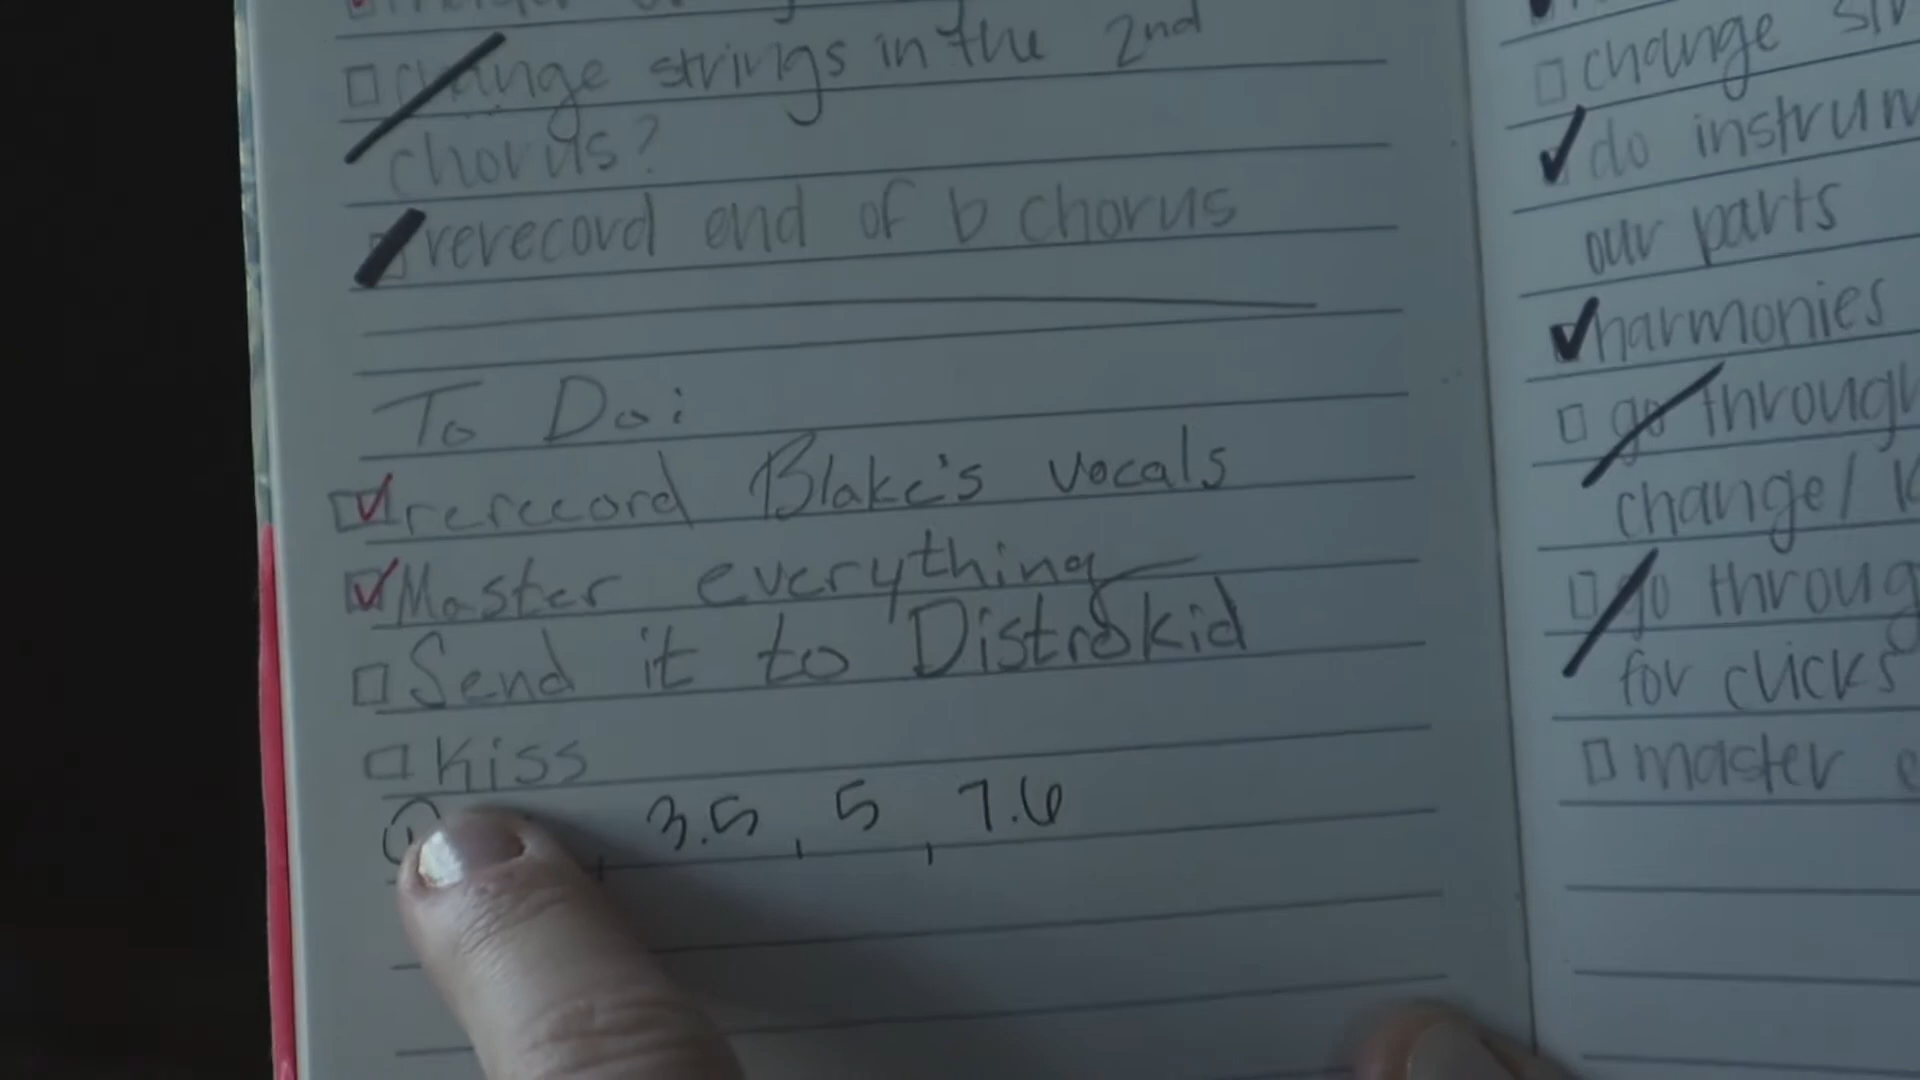 change strings in the 2nd
chorus?
rerecord end of b chorus
To Do:
rerecord Blake's vocals
Master everything
Send it to Distrokid
Kiss
3.5, 5, 7.6
change
do
our parts
harmonies
go through
change/
go
for clicks
master